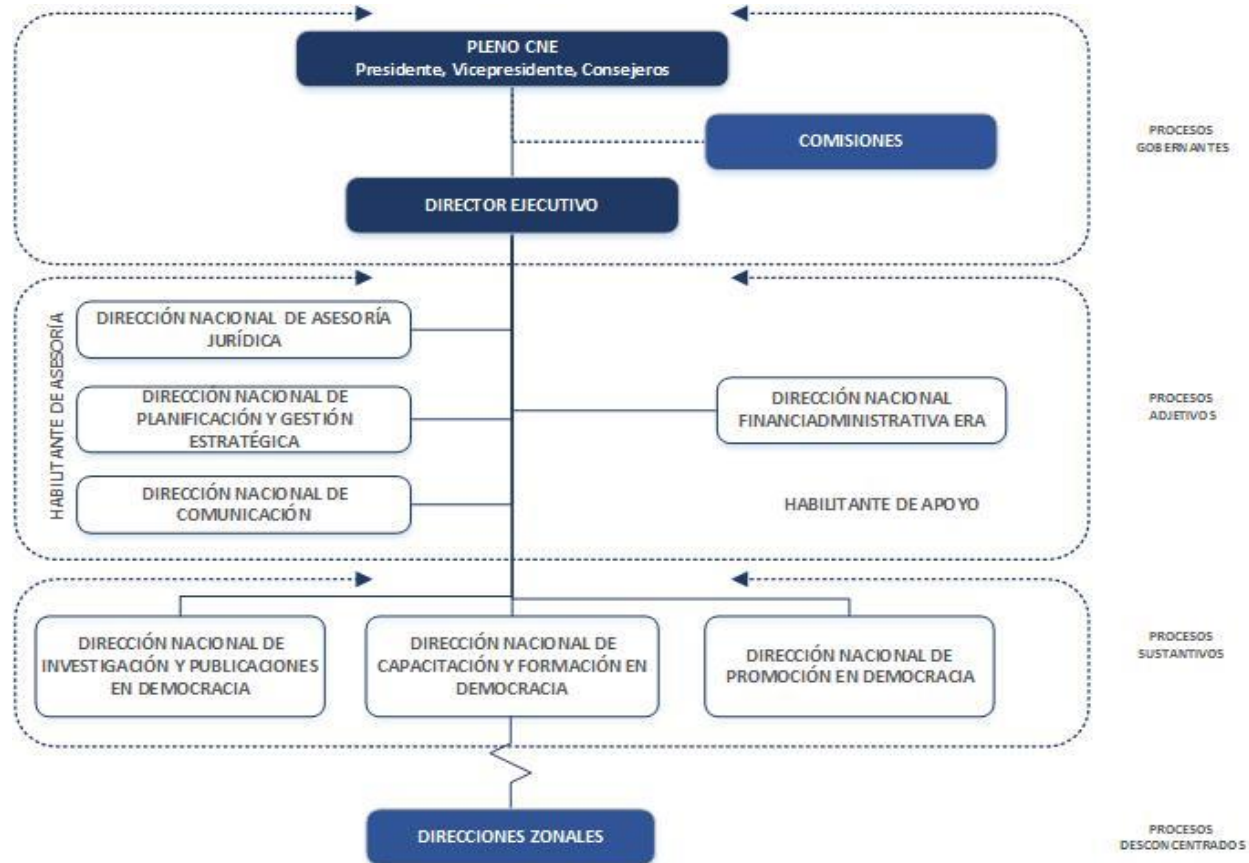 PLENO CNE
Presidente, Vicepresidente, Consejeros
COMISIONES
PROCESOS
GOBERNANTES
DIRECTOR EJECUTIVO
HABILITANTE DE ASESORÍA
DIRECCIÓN NACIONAL DE ASESORÍA
JURÍDICA
DIRECCIÓN NACIONAL DE
PLANIFICACIÓN Y GESTIÓN
ESTRATÉGICA
DIRECCIÓN NACIONAL DE
COMUNICACIÓN
DIRECCIÓN NACIONAL
FINANCIADMINISTRATIVA ERA
HABILITANTE DE APOYO
PROCESOS
ADJETIVOS
DIRECCIÓN NACIONAL DE
INVESTIGACIÓN Y PUBLICACIONES
EN DEMOCRACIA
DIRECCIÓN NACIONAL DE
CAPACITACIÓN Y FORMACIÓN EN
DEMOCRACIA
DIRECCIÓN NACIONAL DE
PROMOCIÓN EN DEMOCRACIA
PROCESOS
SUSTANTIVOS
DIRECCIONES ZONALES
PROCESOS
DESCONCENTRADOS